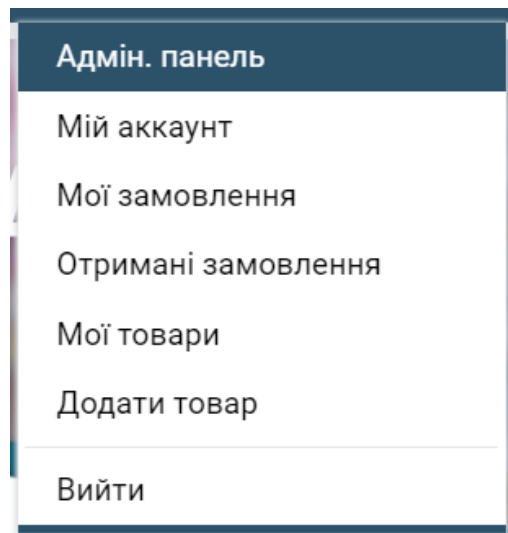 Адмін. панель
Мій аккаунт
Мої замовлення
Отримані замовлення
Мої товари
Додати товар
Вийти